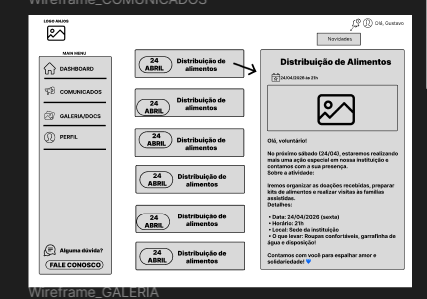 Wireframe_COMUNICADOS
LOGO ANJOS
Olá, Gustavo
Novidades
MAIN MENU
DASHBOARD
COMUNICADOS
GALERIA/DOCS
PERFIL
Alguma dúvida?
FALE CONOSCO
24
ABRIL
Distribuição de
alimentos
24
ABRIL
Distribuição de
alimentos
24
ABRIL
Distribuição de
alimentos
24
ABRIL
Distribuição de
alimentos
24
ABRIL
Distribuição de
alimentos
24
ABRIL
Distribuição de
alimentos
Distribuição de Alimentos
24/04/2026 às 21h
Olá, voluntário!
No próximo sábado (24/04), estaremos realizando
mais uma ação especial em nossa instituição e
contamos com a sua presença.
Sobre a atividade:
Iremos organizar as doações recebidas, preparar
kits de alimentos e realizar visitas às famílias
assistidas.
Detalhes:
• Data: 24/04/2026 (sexta)
• Horário: 21h
• Local: Sede da instituição
• O que levar: Roupas confortáveis, garrafinha de
água e disposição!
Contamos com você para espalhar amor e
solidariedade! 💙
Wireframe_GALERIA